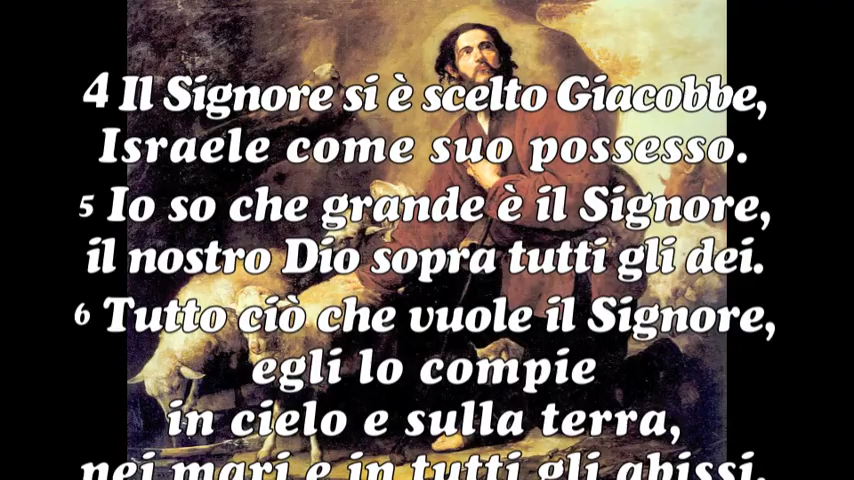 4 Il Signore si è scelto Giacobbe,
Israele come suo possesso.
5 Io so che grande è il Signore,
il nostro Dio sopra tutti gli dei.
6 Tutto ciò che vuole il Signore,
egli lo compie
in cielo e sulla terra,
nei mari e in tutti gli abissi.